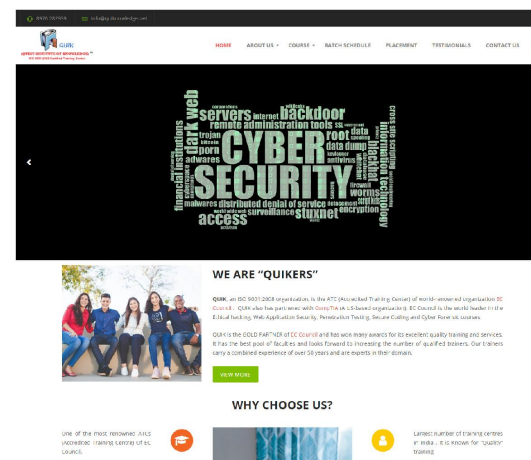 QUIK
HOME ABOUT US COURSE BATCH SCHEDULE PLACEMENT TESTIMONIALS CONTACT US
dark web
servers internet backdoor
remote administration tools
trojan
bitcoin
porn
adwares
root data
data dump
antivirus
CYBER
SECURITY
financial institutions
cross site scripting
information technology
blackhat
firewall
worms
malwares distributed denial of service
access surveillance stuxnet encryption
WE ARE “QUIKERS”
QUIK, an ISO 9001:2008 organization, is the ATC (Accredited Training Center) of world-renowned organization EC
Council. QUIK also has partnered with CompTIA (A US-based organization). EC Council is the world leader in the
Ethical hacking, Web Application Security, Penetration Testing, Secure Coding and Cyber Forensic courses
QUIK is the GOLD PARTNER of EC Council and has won many awards for its excellent quality training and services.
It has the best pool of faculties and looks forward to increasing the number of qualified trainers. Our trainers
carry a combined experience of over 50 years and are experts in their domain.
VIEW MORE
WHY CHOOSE US?
One of the most renowned ATCs
(Accredited Training Centre) of EC
Council.
Largest number of training centres
in India. It is known for "Quality"
training